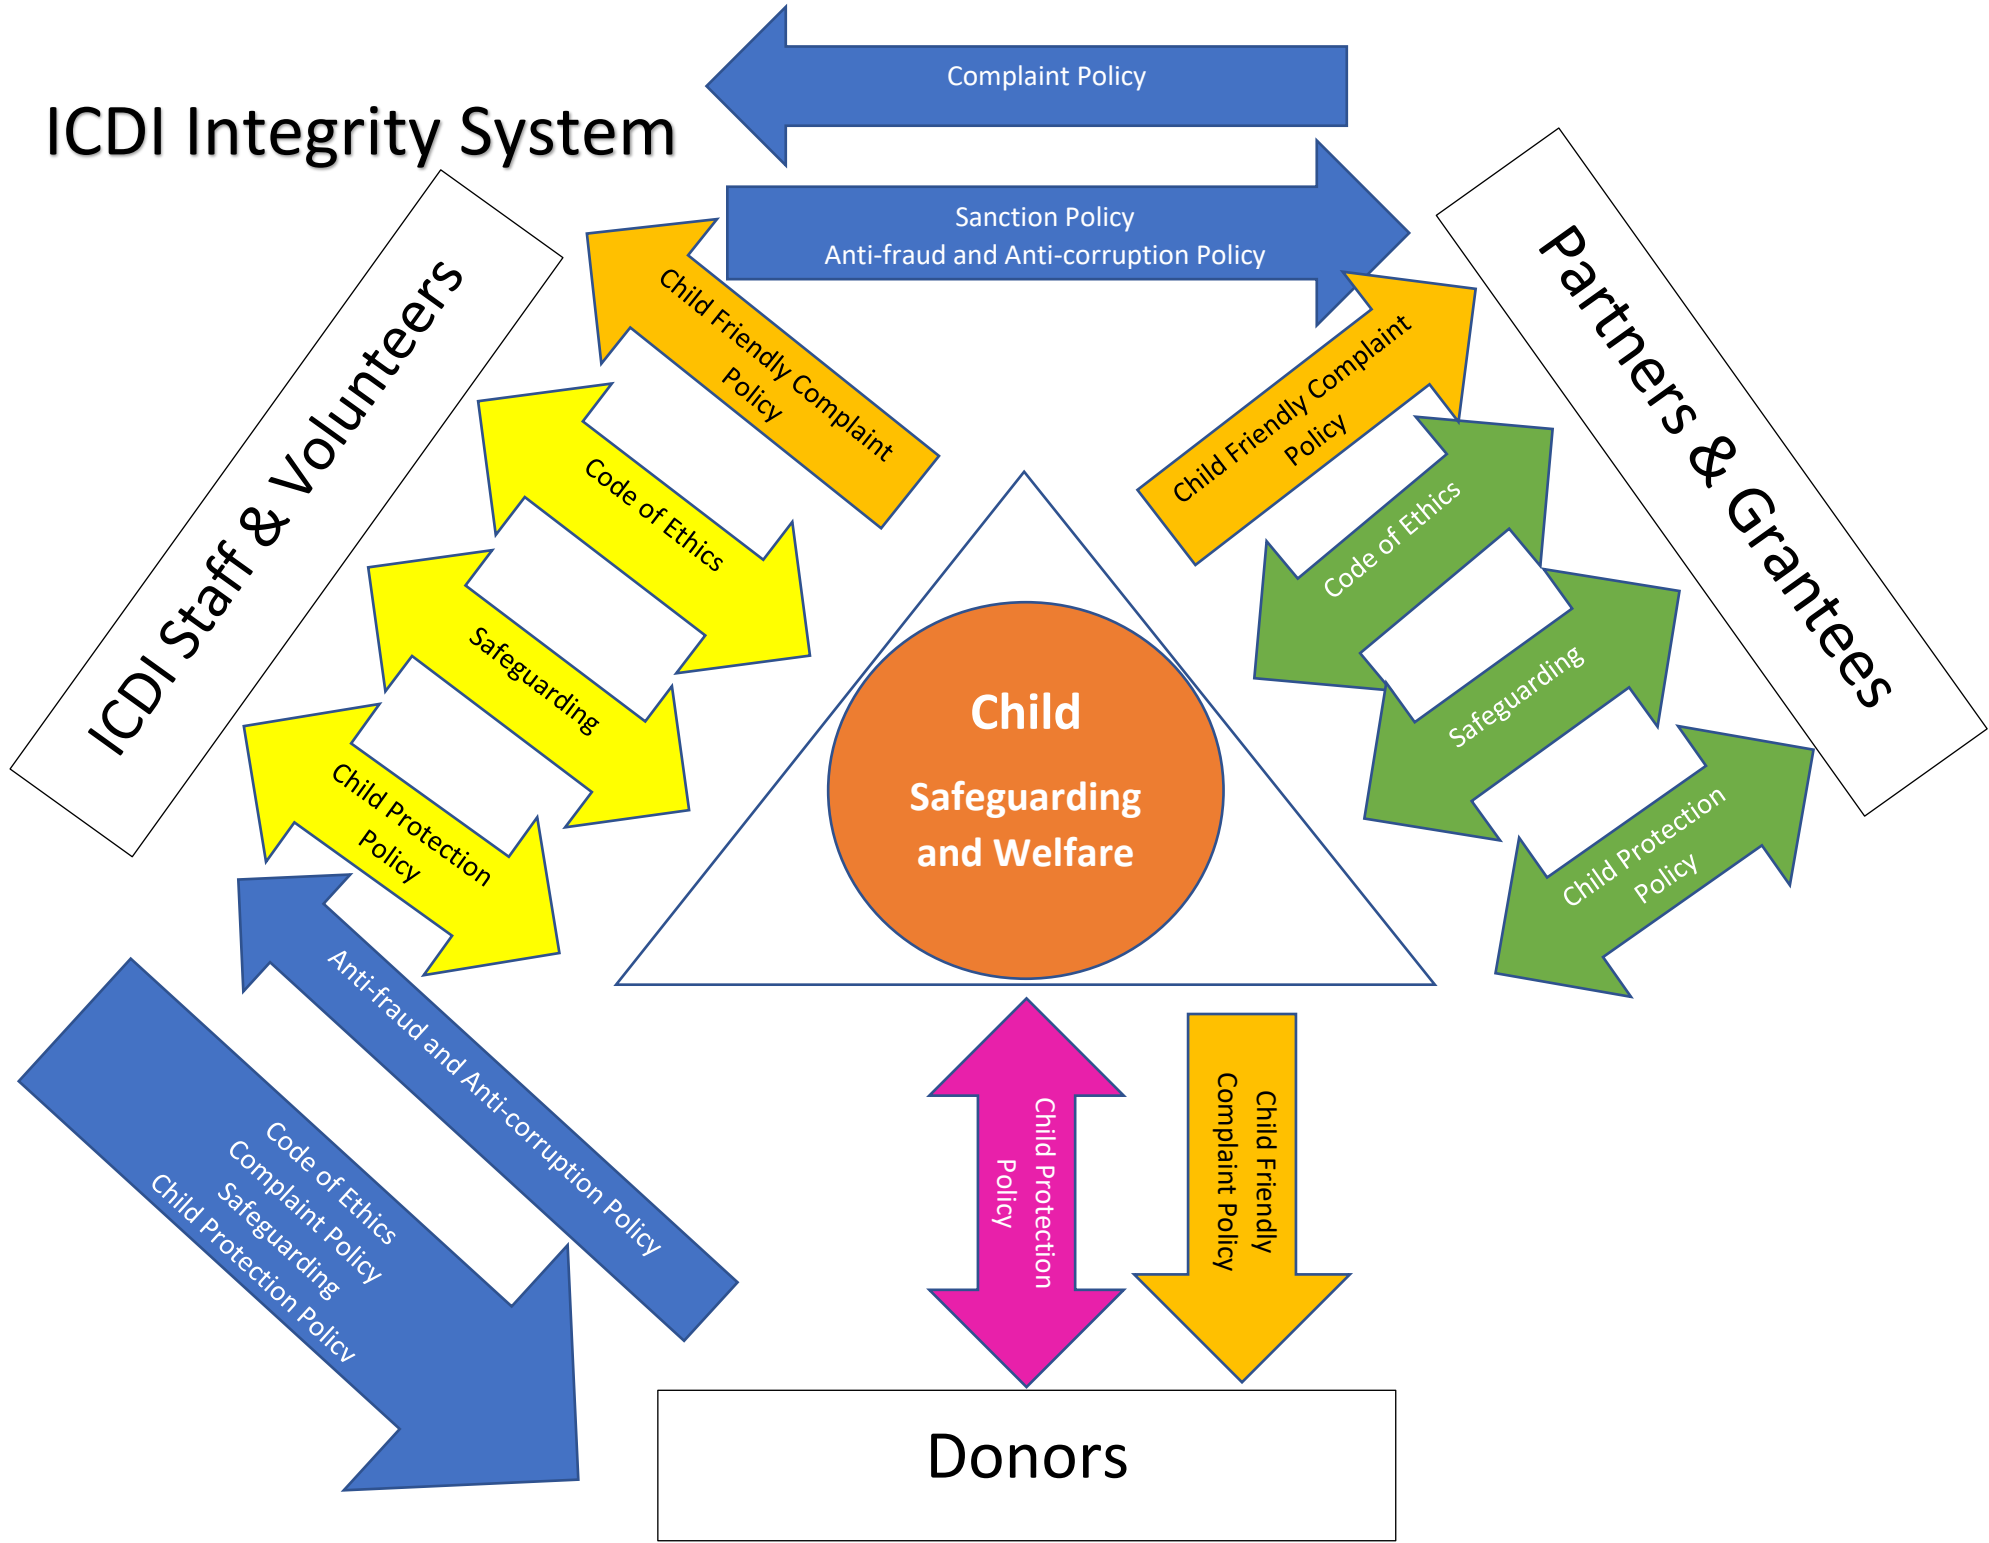 Complaint Policy
ICDI Integrity System
Sanction Policy
Anti-fraud and Anti-corruption Policy
ICDI Staff & Volunteers
Partners & Grantees
Child Friendly Complaint
Policy
Child Friendly Complaint
Policy
Code of Ethics
Code of Ethics
Safeguarding
Safeguarding
Child Protection
Policy
Child Protection
Policy
Child
Safeguarding
and Welfare
Anti-fraud and Anti-corruption Policy
Code of Ethics
Complaint Policy
Safeguarding
Child Protection Policy
Child Protection
Policy
Child Friendly
Complaint Policy
Donors